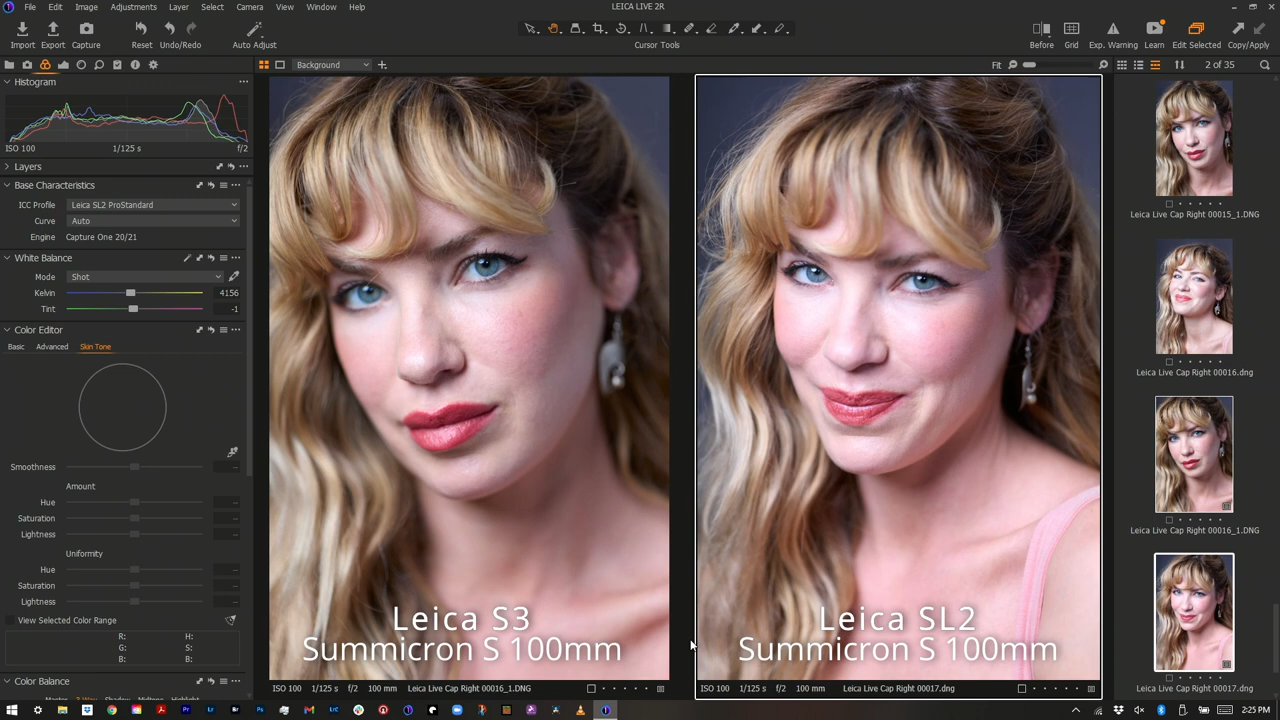 File Edit Image Adjustments Layer Select Camera View Window Help
LEICA LIVE 2R
Import Export Capture Reset Undo/Redo Auto Adjust Cursor Tools Before Grid Exp. Warning Learn Edit Selected Copy/Apply
Background
Fit
2 of 35
Histogram
ISO 100 1/125 s f/2
Layers
Base Characteristics
ICC Profile Leica SL2 ProStandard
Curve Auto
Engine Capture One 20/21
White Balance
Mode Shot
Kelvin 4156
Tint -1
Color Editor
Basic Advanced Skin Tone
Smoothness
Amount
Hue
Saturation
Lightness
Uniformity
Hue
Saturation
Lightness
View Selected Color Range
R: H:
G: S:
B: B:
Color Balance
Leica S3
Summicron S 100mm
ISO 100 1/125 s f/2 100 mm Leica Live Cap Right 00016_1.DNG
Leica SL2
Summicron S 100mm
ISO 100 1/125 s f/2 100 mm Leica Live Cap Right 00017.dng
Leica Live Cap Right 00015_1.DNG
Leica Live Cap Right 00016.dng
Leica Live Cap Right 00016_1.DNG
Leica Live Cap Right 00017.dng
2:25 PM